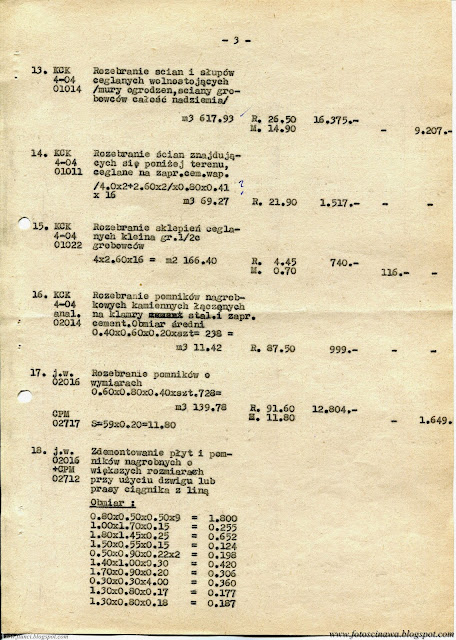 - 3 -
13. KCK Rozebranie scian i słupów
4-04 ceglanych wolnostojących
01014 /mury ogrodzen,sciany gro-
bowców całość nadziemia/
m3 617.93 R. 26.50 16.375.-
M. 14.90 - 9.207.-
14. KCK Rozebranie ścian znajdują-
4-04 cych się poniżej terenu,
01011 ceglane na zapr.cem.wap.
/4.0x2+2.60x2/x0.80x0.41 ?
x 16
m3 69.27 R. 21.90 1.517.- - -
15. KCK Rozebranie sklepień cegla-
4-04 nych kleina gr.1/2c
01022 grobowców
4x2.60x16 = m2 166.40 R. 4.45 740.-
M. 0.70 116.- -
16. KCK Rozebranie pomników nagrob-
4-04 kowych kamiennych łączonych
anal. na klamry stal.i zapr.
02014 cement.Obmiar średni
0.40x0.60x0.20xszt= 238 =
m3 11.42 R. 87.50 999.- - -
17. j.w. Rozebranie pomników o
02016 wymiarach
0.60x0.80x0.40xszt.728=
m3 139.78 R. 91.60 12.804.-
CPM M. 11.80 - 1.649.
02717 S=59x0.20=11.80
18. j.w. Zdemontowanie płyt i pom-
02016 ników nagrobnych o
+CPM większych rozmiarach
02712 przy użyciu dzwigu lub
prasy ciągnika z liną
Obmiar :
0.80x0.50x0.50x9 = 1.800
1.00x1.70x0.15 = 0.255
1.80x1.45x0.25 = 0.652
1.50x0.55x0.15 = 0.124
0.50x0.90x0.22x2 = 0.198
1.40x1.00x0.30 = 0.420
1.70x0.90x0.20 = 0.306
0.30x0.30x4.00 = 0.360
1.30x0.80x0.17 = 0.177
1.30x0.80x0.18 = 0.187
www.fotoscinawa.blogspot.com